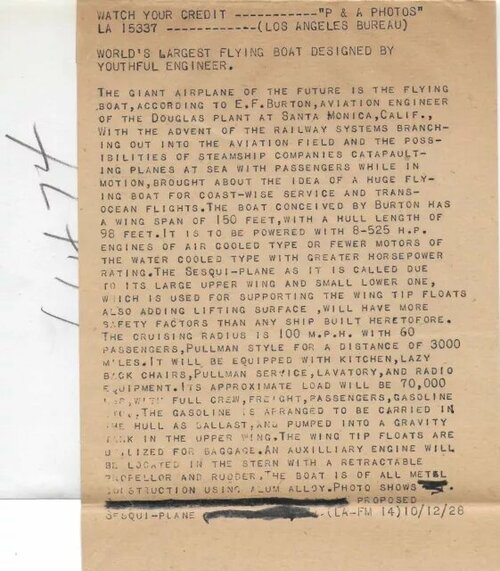 WATCH YOUR CREDIT ------------"P & A PHOTOS"
LA 15337 --------------(LOS ANGELES BUREAU)
WORLD'S LARGEST FLYING BOAT DESIGNED BY
YOUTHFUL ENGINEER.
THE GIANT AIRPLANE OF THE FUTURE IS THE FLYING
BOAT,ACCORDING TO E.F.BURTON,AVIATION ENGINEER
OF THE DOUGLAS PLANT AT SANTA MONICA,CALIF.,
WITH THE ADVENT OF THE RAILWAY SYSTEMS BRANCH-
ING OUT INTO THE AVIATION FIELD AND THE POSS-
IBILITIES OF STEAMSHIP COMPANIES CATAPAULT-
ING PLANES AT SEA WITH PASSENGERS WHILE IN
MOTION,BROUGHT ABOUT THE IDEA OF A HUGE FLY-
ING BOAT FOR COAST-WISE SERVICE AND TRANS-
OCEAN FLIGHTS.THE BOAT CONCEIVED BY BURTON HAS
A WING SPAN OF 150 FEET,WITH A HULL LENGTH OF
98 FEET.IT IS TO BE POWERED WITH 8-525 H.P.
ENGINES OF AIR COOLED TYPE OR FEWER MOTORS OF
THE WATER COOLED TYPE WITH GREATER HORSEPOWER
RATING.THE SESQUI-PLANE AS IT IS CALLED DUE
TO ITS LARGE UPPER WING AND SMALL LOWER ONE,
WHICH IS USED FOR SUPPORTING THE WING TIP FLOATS
ALSO ADDING LIFTING SURFACE ,WILL HAVE MORE
SAFETY FACTORS THAN ANY SHIP BUILT HERETOFORE.
THE CRUISING RADIUS IS 100 M.P.H. WITH 60
PASSENGERS,PULLMAN STYLE FOR A DISTANCE OF 3000
MILES.IT WILL BE EQUIPPED WITH KITCHEN,LAZY
BACK CHAIRS,PULLMAN SERVICE,LAVATORY,AND RADIO
EQUIPMENT.ITS APPROXIMATE LOAD WILL BE 70,000
WITH FULL CREW,FREIGHT,PASSENGERS,GASOLINE
THE GASOLINE IS ARRANGED TO BE CARRIED IN
THE HULL AS BALLAST,AND PUMPED INTO A GRAVITY
TANK IN THE UPPER WING.THE WING TIP FLOATS ARE
UTILIZED FOR BAGGAGE.AN AUXILLIARY ENGINE WILL
BE LOCATED IN THE STERN WITH A RETRACTABLE
PROPELLOR AND RUDDER.THE BOAT IS OF ALL METAL
CONSTRUCTION USING ALUM ALLOY.PHOTO SHOWS
PROPOSED
SESQUI-PLANE (LA-FM 14)10/12/28